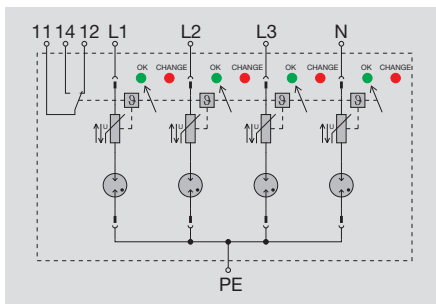 11 14 12 L1 L2 L3 N
OK CHANGE OK CHANGE OK CHANGE OK CHANGE
ϑ ϑ ϑ ϑ
U U U U
PE